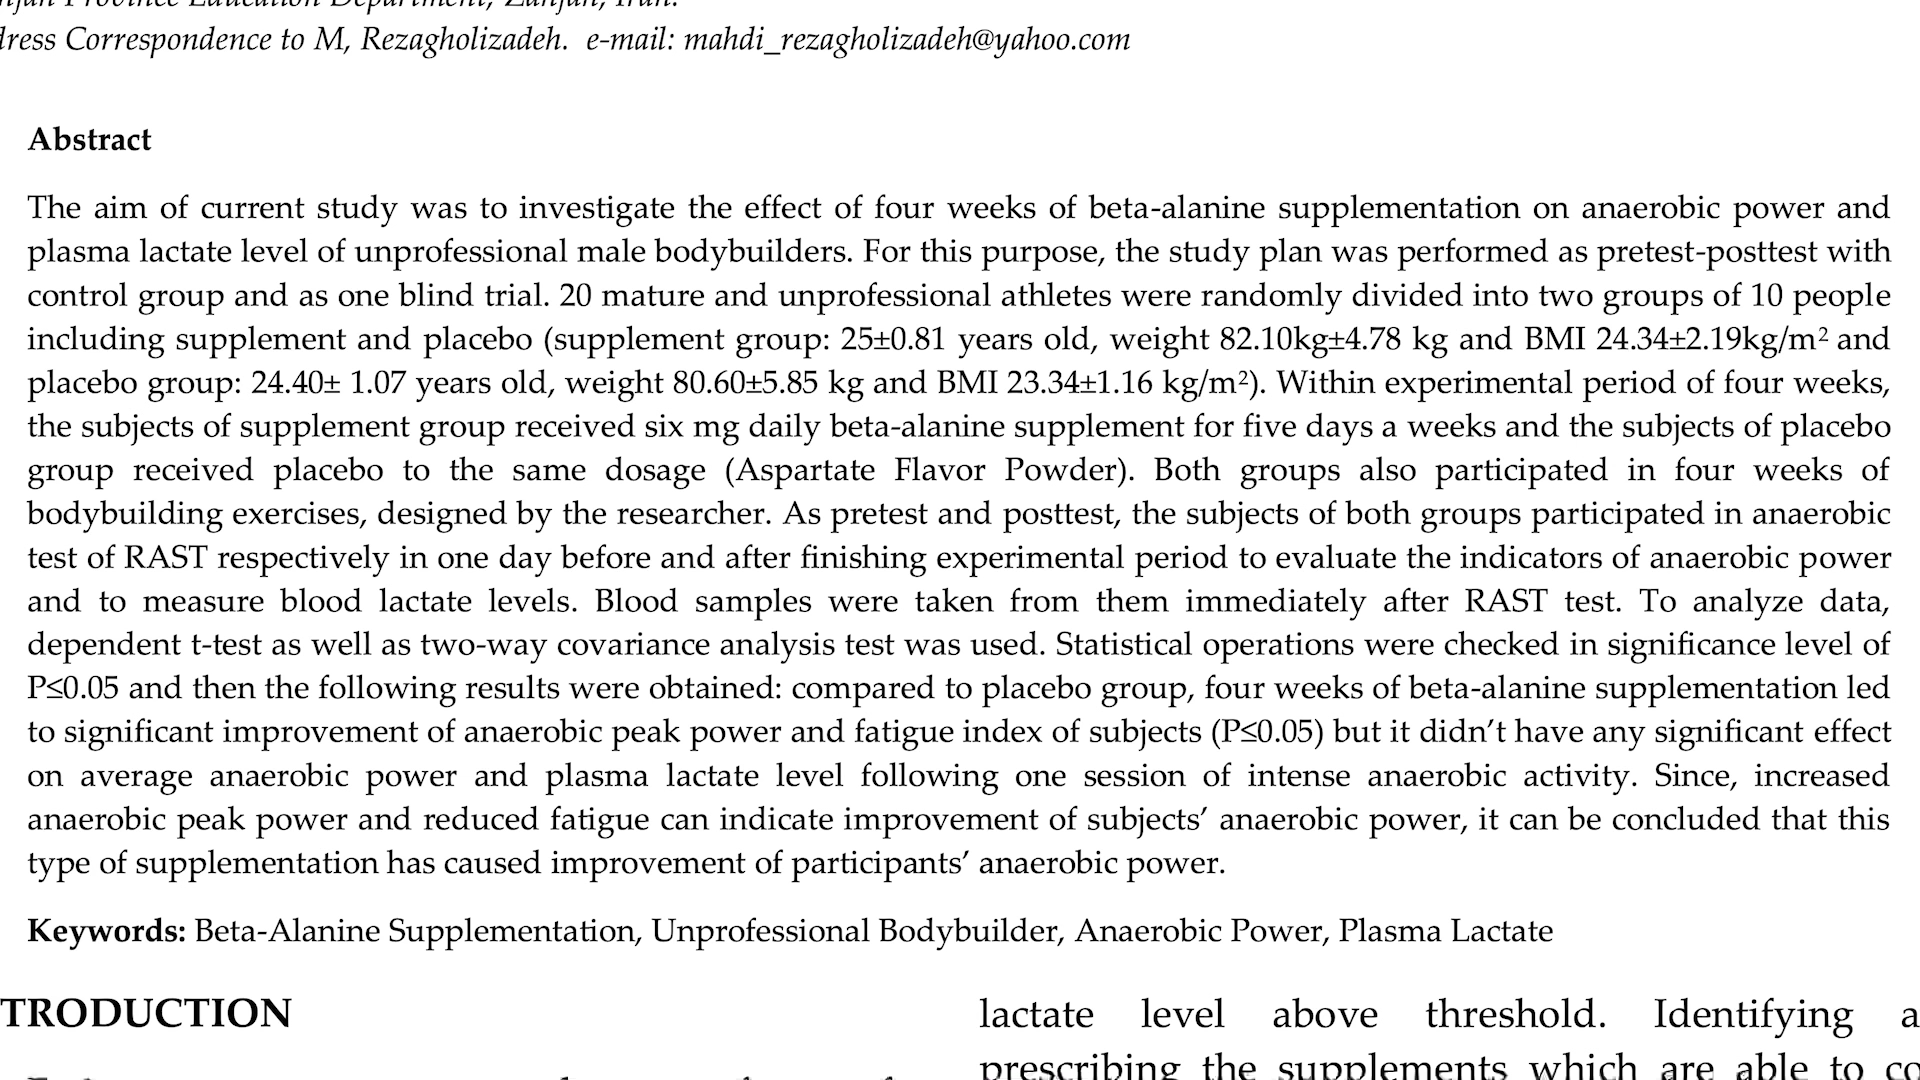 Province Education Department, Zanjan, Iran.
dress Correspondence to M, Rezagholizadeh. e-mail: mahdi_rezagholizadeh@yahoo.com
Abstract
The aim of current study was to investigate the effect of four weeks of beta-alanine supplementation on anaerobic power and
plasma lactate level of unprofessional male bodybuilders. For this purpose, the study plan was performed as pretest-posttest with
control group and as one blind trial. 20 mature and unprofessional athletes were randomly divided into two groups of 10 people
including supplement and placebo (supplement group: 25±0.81 years old, weight 82.10kg±4.78 kg and BMI 24.34±2.19kg/m² and
placebo group: 24.40± 1.07 years old, weight 80.60±5.85 kg and BMI 23.34±1.16 kg/m²). Within experimental period of four weeks,
the subjects of supplement group received six mg daily beta-alanine supplement for five days a weeks and the subjects of placebo
group received placebo to the same dosage (Aspartate Flavor Powder). Both groups also participated in four weeks of
bodybuilding exercises, designed by the researcher. As pretest and posttest, the subjects of both groups participated in anaerobic
test of RAST respectively in one day before and after finishing experimental period to evaluate the indicators of anaerobic power
and to measure blood lactate levels. Blood samples were taken from them immediately after RAST test. To analyze data,
dependent t-test as well as two-way covariance analysis test was used. Statistical operations were checked in significance level of
P≤0.05 and then the following results were obtained: compared to placebo group, four weeks of beta-alanine supplementation led
to significant improvement of anaerobic peak power and fatigue index of subjects (P≤0.05) but it didn’t have any significant effect
on average anaerobic power and plasma lactate level following one session of intense anaerobic activity. Since, increased
anaerobic peak power and reduced fatigue can indicate improvement of subjects’ anaerobic power, it can be concluded that this
type of supplementation has caused improvement of participants’ anaerobic power.
Keywords: Beta-Alanine Supplementation, Unprofessional Bodybuilder, Anaerobic Power, Plasma Lactate
TRODUCTION
lactate level above threshold. Identifying a
prescribing the supplements which are able to co